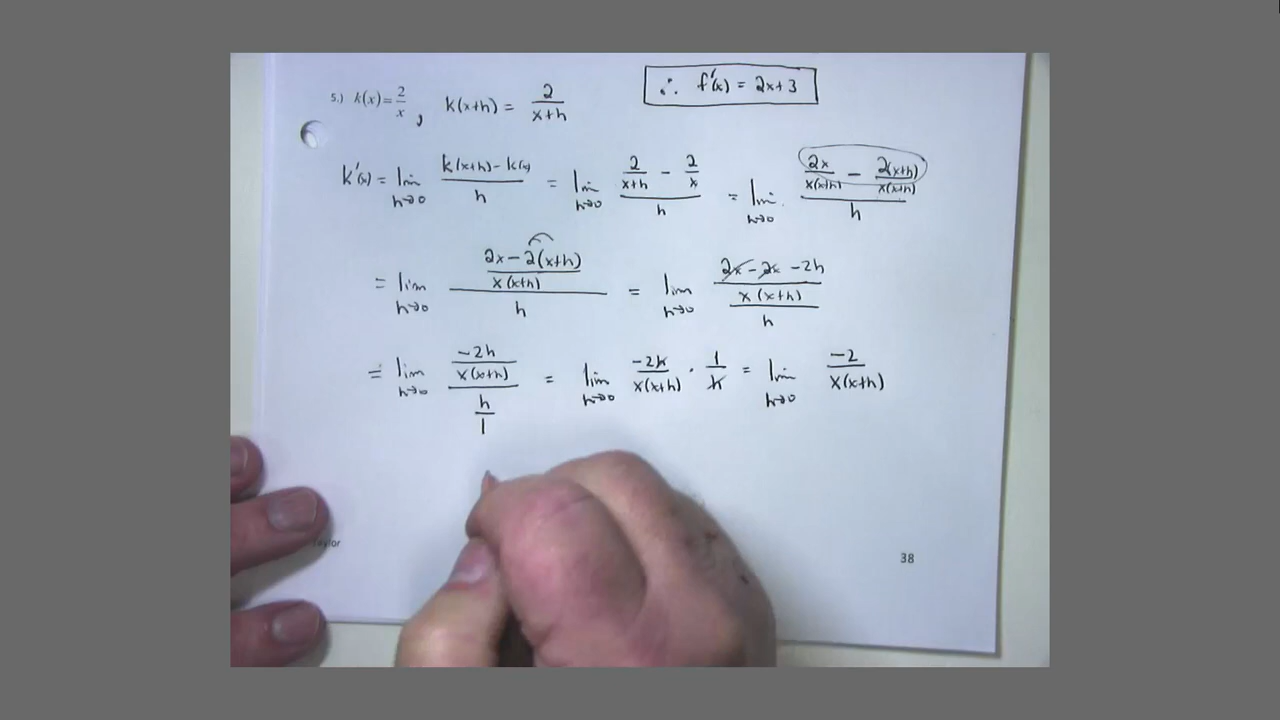 ∴ f'(x) = 2x+3
5.) k(x) = 2/x , k(x+h) = 2/(x+h)
k'(x) = lim h→0 (k(x+h) - k(x))/h = lim h→0 (2/(x+h) - 2/x)/h = lim h→0 (2x/(x(x+h)) - 2(x+h)/(x(x+h)))/h
= lim h→0 ((2x - 2(x+h))/(x(x+h)))/h = lim h→0 ((2x - 2x - 2h)/(x(x+h)))/h
= lim h→0 (-2h/(x(x+h)))/(h/1) = lim h→0 -2h/(x(x+h)) · 1/h = lim h→0 -2/(x(x+h))
38